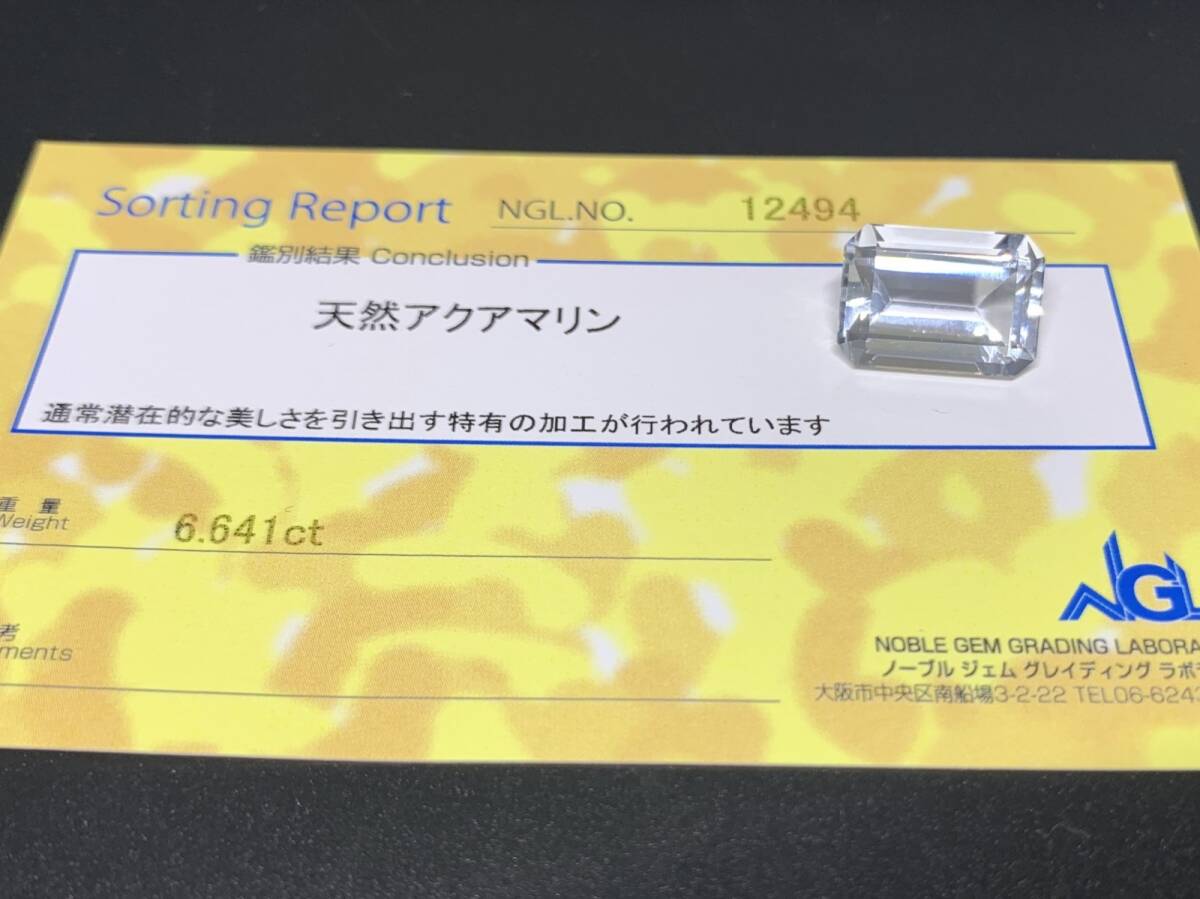 Sorting Report NGL.NO. 12494
鑑別結果 Conclusion
天然アクアマリン
通常潜在的な美しさを引き出す特有の加工が行われています
重量
Weight 6.641ct
考
ments
NGL
NOBLE GEM GRADING LABORA
ノーブル ジェム グレイディング ラボ
大阪市中央区南船場3-2-22 TEL06-624